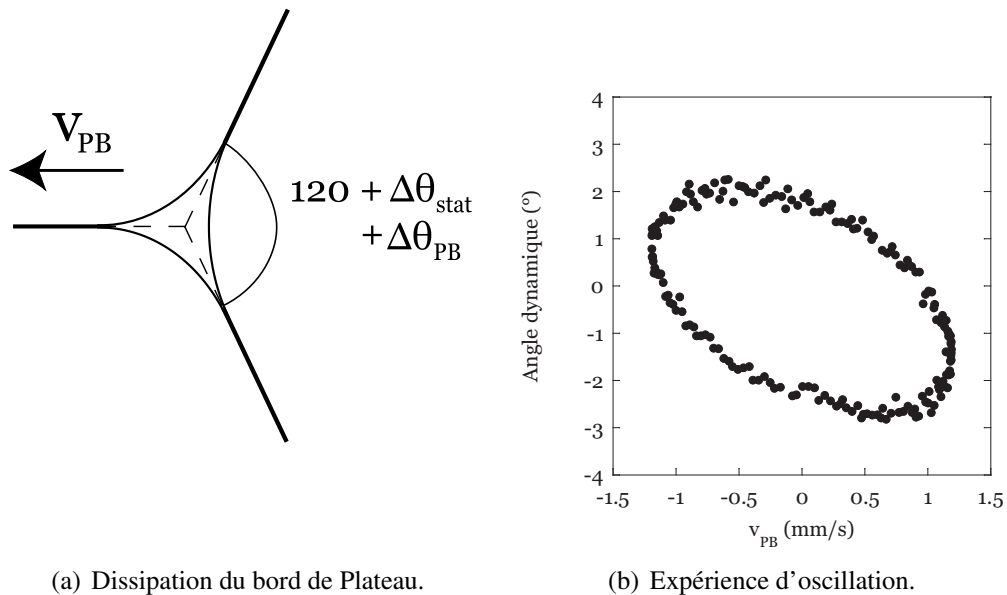 V_PB
120 + Δθ_stat
+ Δθ_PB
4
3
2
1
0
-1
-2
-3
-4
Angle dynamique (°)
-1.5 -1 -0.5 0 0.5 1 1.5
v_PB (mm/s)
(a) Dissipation du bord de Plateau.
(b) Expérience d'oscillation.